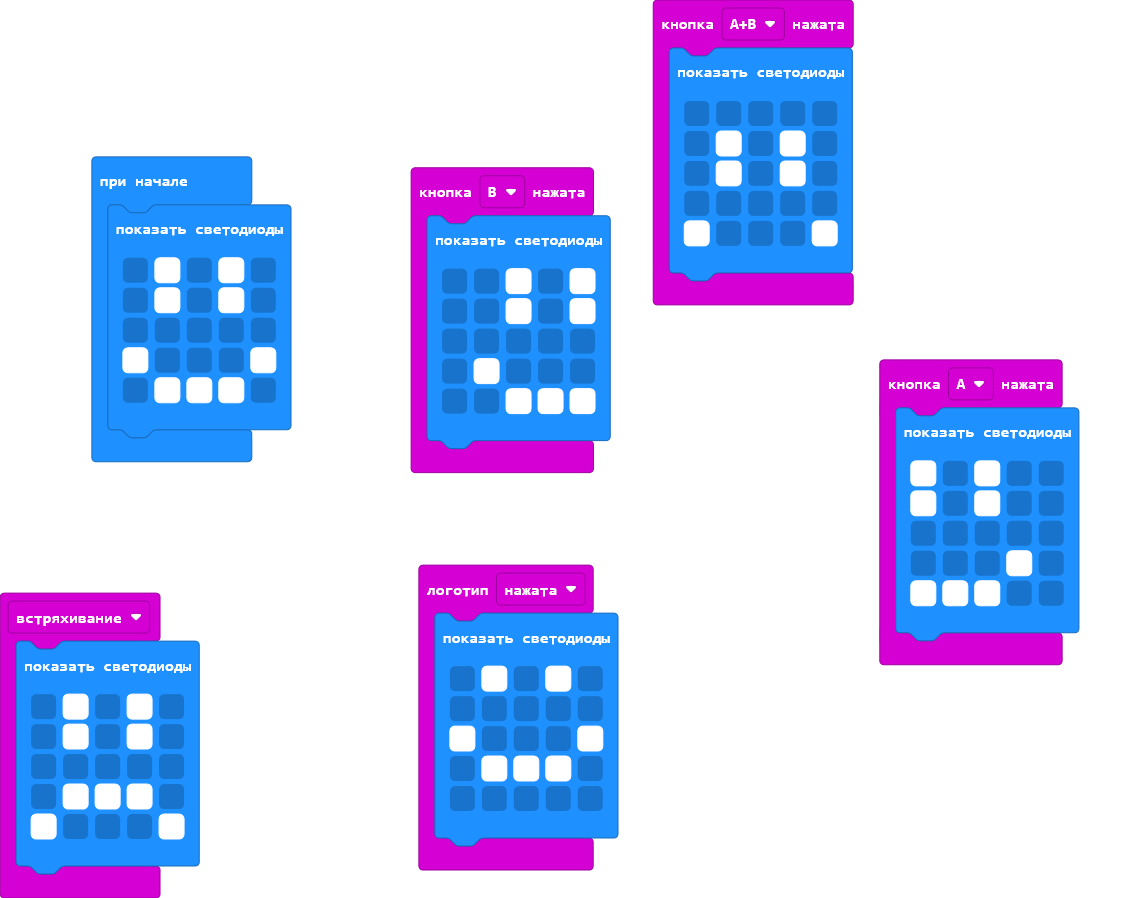 кнопка A+B нажата
показать светодиоды
при начале
показать светодиоды
кнопка B нажата
показать светодиоды
кнопка A нажата
показать светодиоды
встряхивание
показать светодиоды
логотип нажата
показать светодиоды